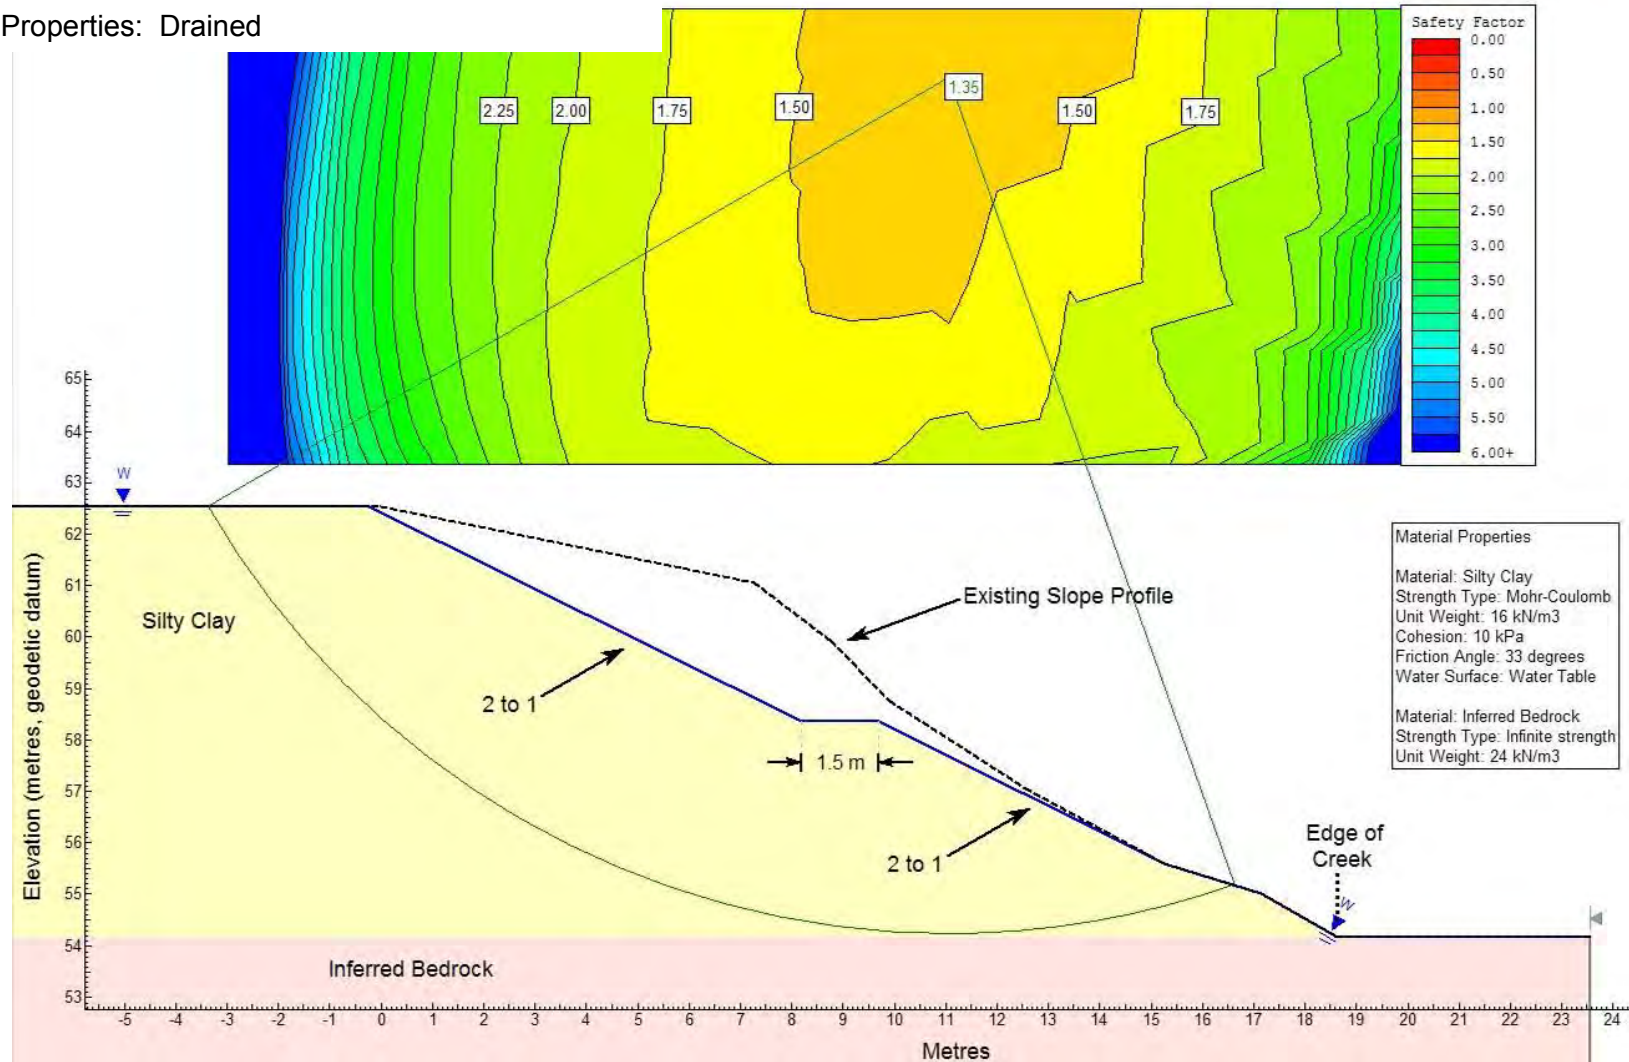 Properties: Drained
Safety Factor
0.00
0.50
1.00
1.50
2.00
2.50
3.00
3.50
4.00
4.50
5.00
5.50
6.00+
2.25
2.00
1.75
1.50
1.35
1.50
1.75
65
64
63
62
61
60
59
58
57
56
55
54
53
Elevation (metres, geodetic datum)
W
Silty Clay
Existing Slope Profile
2 to 1
1.5 m
2 to 1
Edge of
Creek
W
Inferred Bedrock
Material Properties
Material: Silty Clay
Strength Type: Mohr-Coulomb
Unit Weight: 16 kN/m3
Cohesion: 10 kPa
Friction Angle: 33 degrees
Water Surface: Water Table
Material: Inferred Bedrock
Strength Type: Infinite strength
Unit Weight: 24 kN/m3
-5 -4 -3 -2 -1 0 1 2 3 4 5 6 7 8 9 10 11 12 13 14 15 16 17 18 19 20 21 22 23 24
Metres